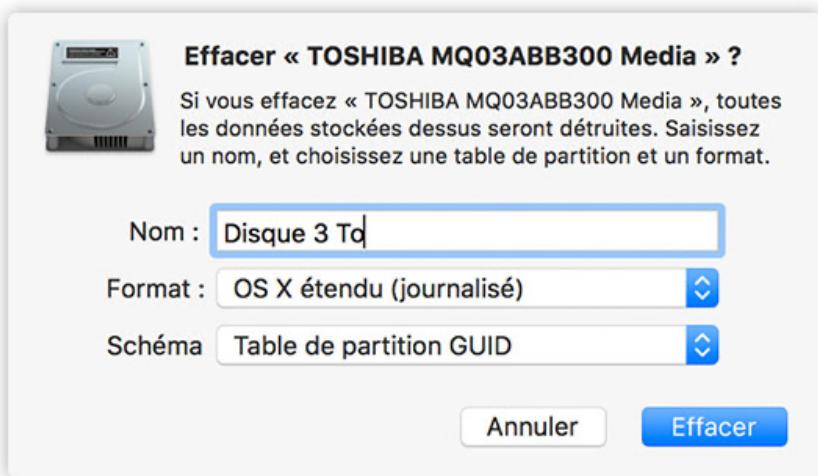 Effacer « TOSHIBA MQ03ABB300 Media » ?
Si vous effacez « TOSHIBA MQ03ABB300 Media », toutes
les données stockées dessus seront détruites. Saisissez
un nom, et choisissez une table de partition et un format.
Nom : Disque 3 To
Format : OS X étendu (journalisé)
Schéma Table de partition GUID
Annuler Effacer